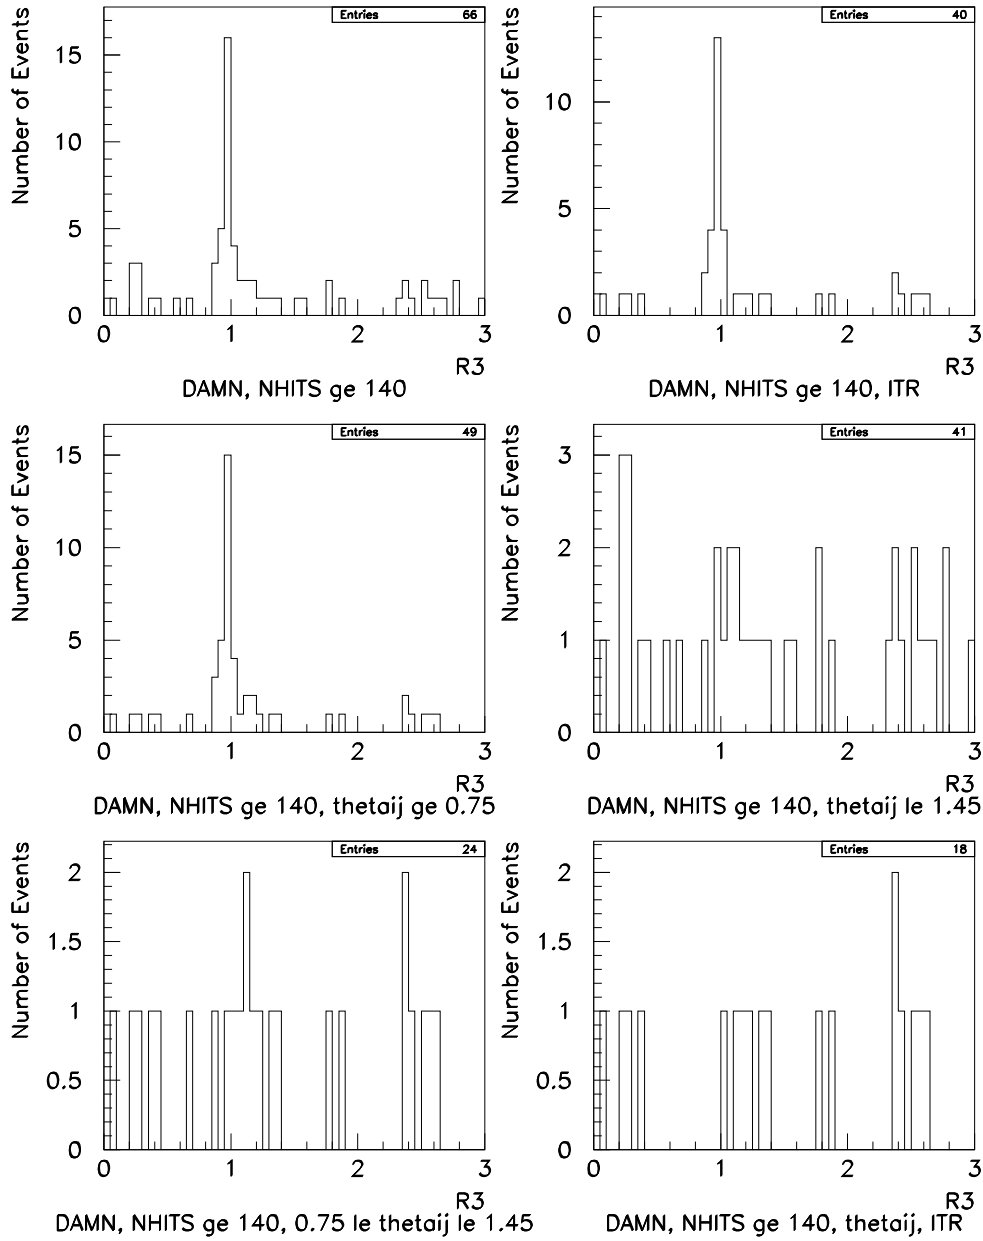 Entries 66
Number of Events
15
10
5
0
0 1 2 3
R3
DAMN, NHITS ge 140
Entries 40
Number of Events
10
5
0
0 1 2 3
R3
DAMN, NHITS ge 140, ITR
Entries 49
Number of Events
15
10
5
0
0 1 2 3
R3
DAMN, NHITS ge 140, thetaij ge 0.75
Entries 41
Number of Events
3
2
1
0
0 1 2 3
R3
DAMN, NHITS ge 140, thetaij le 1.45
Entries 24
Number of Events
2
1.5
1
0.5
0
0 1 2 3
R3
DAMN, NHITS ge 140, 0.75 le thetaij le 1.45
Entries 18
Number of Events
2
1.5
1
0.5
0
0 1 2 3
R3
DAMN, NHITS ge 140, thetaij, ITR